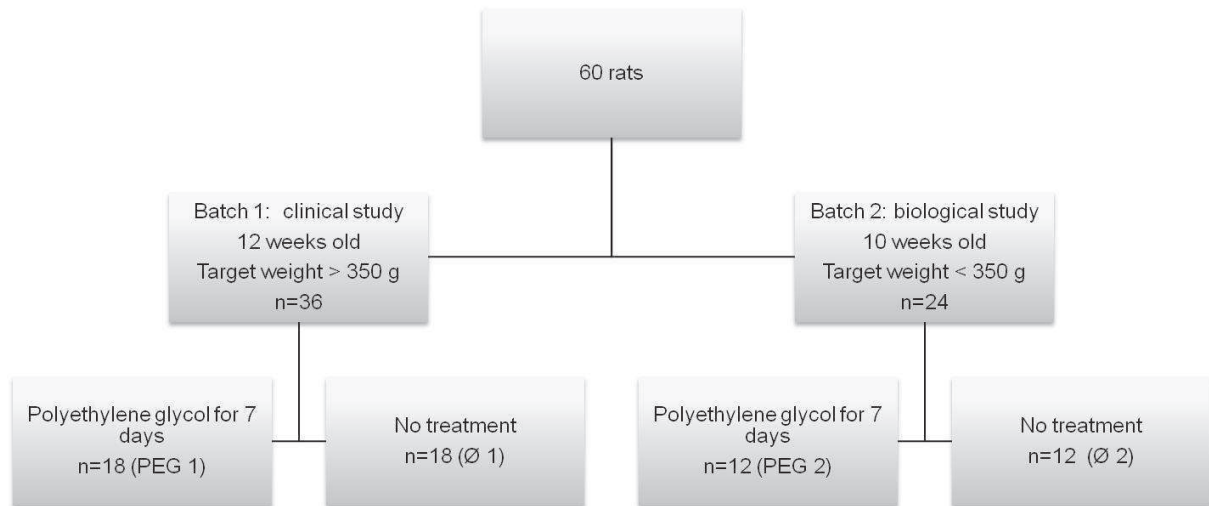 60 rats
Batch 1: clinical study
12 weeks old
Target weight > 350 g
n=36
Batch 2: biological study
10 weeks old
Target weight < 350 g
n=24
Polyethylene glycol for 7
days
n=18 (PEG 1)
No treatment
n=18 (Ø 1)
Polyethylene glycol for 7
days
n=12 (PEG 2)
No treatment
n=12 (Ø 2)